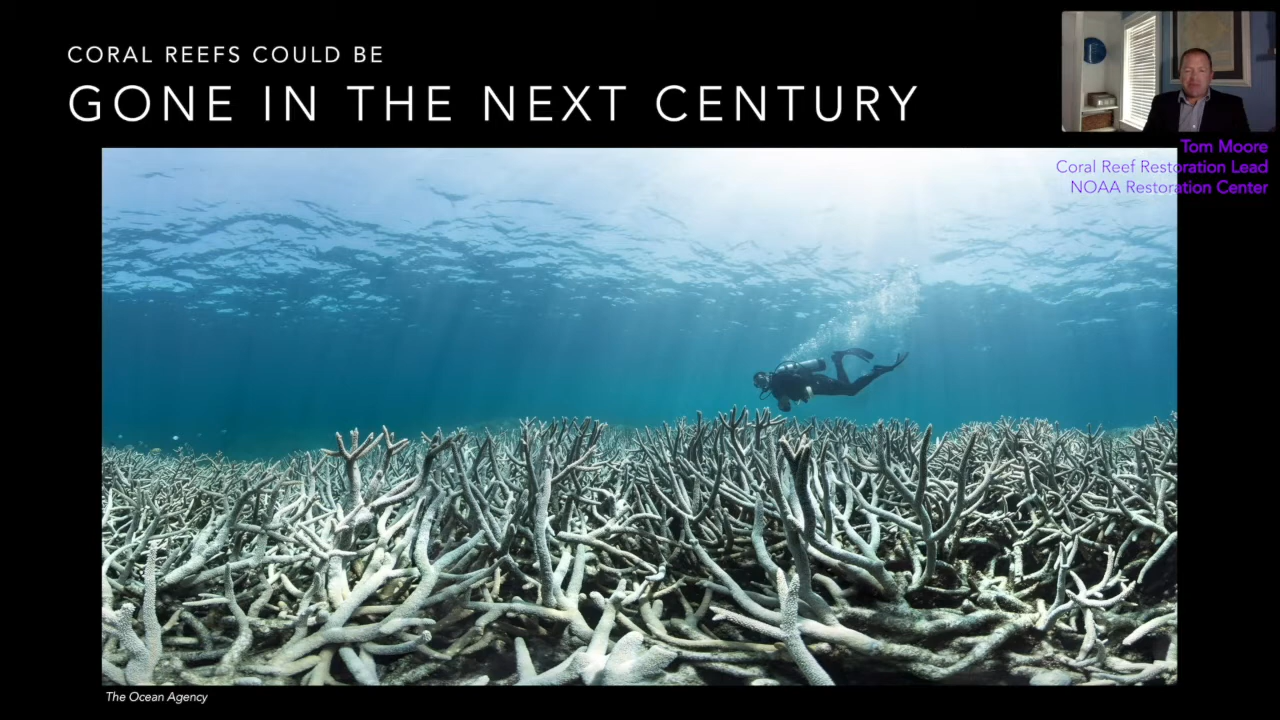 CORAL REEFS COULD BE
GONE IN THE NEXT CENTURY
Tom Moore
Coral Reef Restoration Lead
NOAA Restoration Center
The Ocean Agency